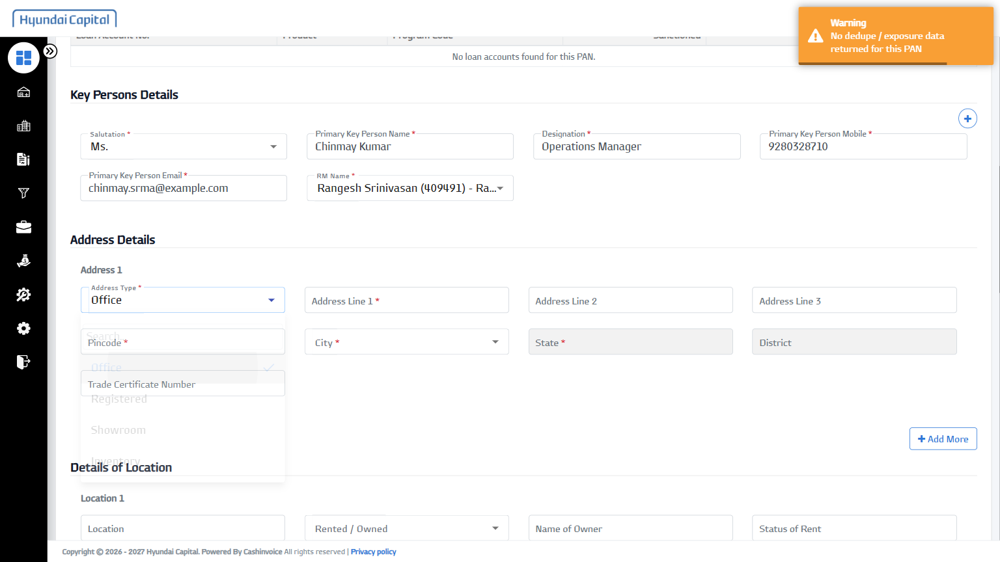 Hyundai Capital
Warning
No dedupe / exposure data
returned for this PAN
Loan Account No. Product Program Code Sanctioned
No loan accounts found for this PAN.
Key Persons Details
Salutation *
Ms.
Primary Key Person Name *
Chinmay Kumar
Designation *
Operations Manager
Primary Key Person Mobile *
9280328710
Primary Key Person Email *
chinmay.srma@example.com
RM Name *
Rangesh Srinivasan (409491) - Ra...
Address Details
Address 1
Address Type *
Office
Address Line 1 *
Address Line 2
Address Line 3
Search
Pincode *
City *
State *
District
Office
Trade Certificate Number
Registered
Showroom
+ Add More
Inventory
Details of Location
Location 1
Location
Rented / Owned
Name of Owner
Status of Rent
Copyright © 2026 - 2027 Hyundai Capital. Powered By Cashinvoice All rights reserved | Privacy policy